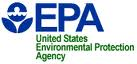 EPA
United States
Environmental Protection
Agency